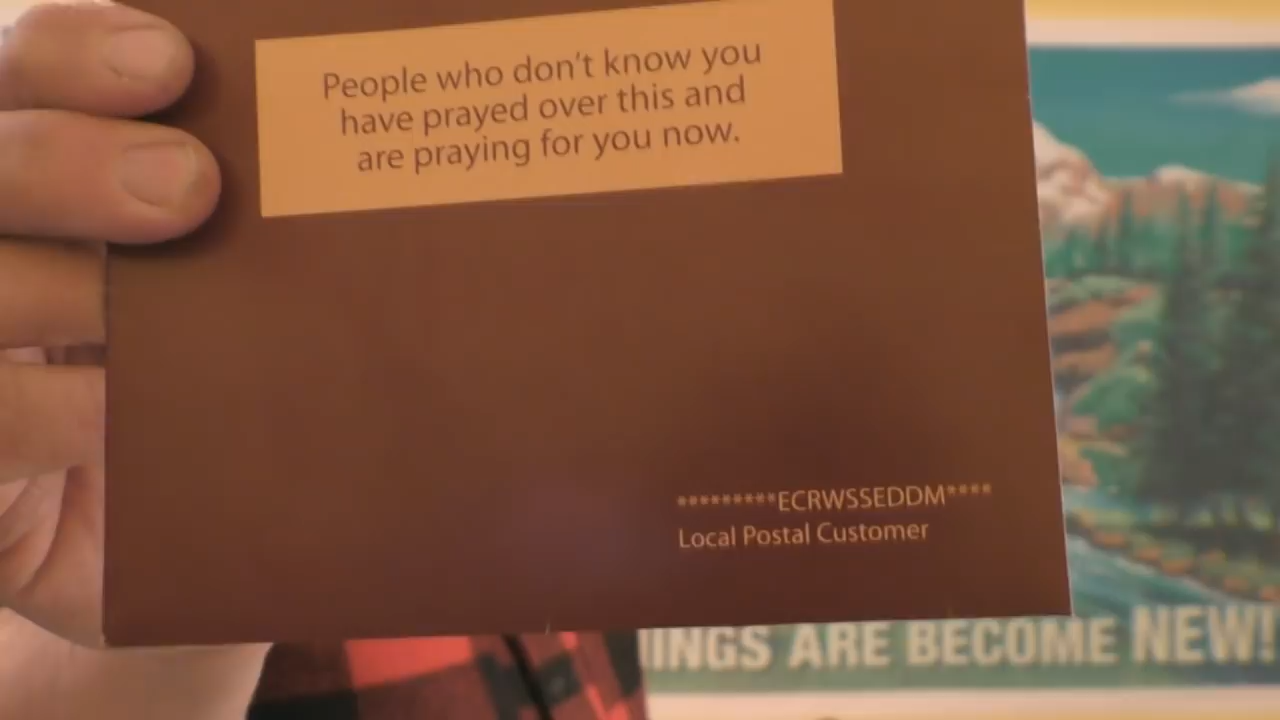 People who don't know you
have prayed over this and
are praying for you now.
*********ECRWSSEDDM****
Local Postal Customer
INGS ARE BECOME NEW!